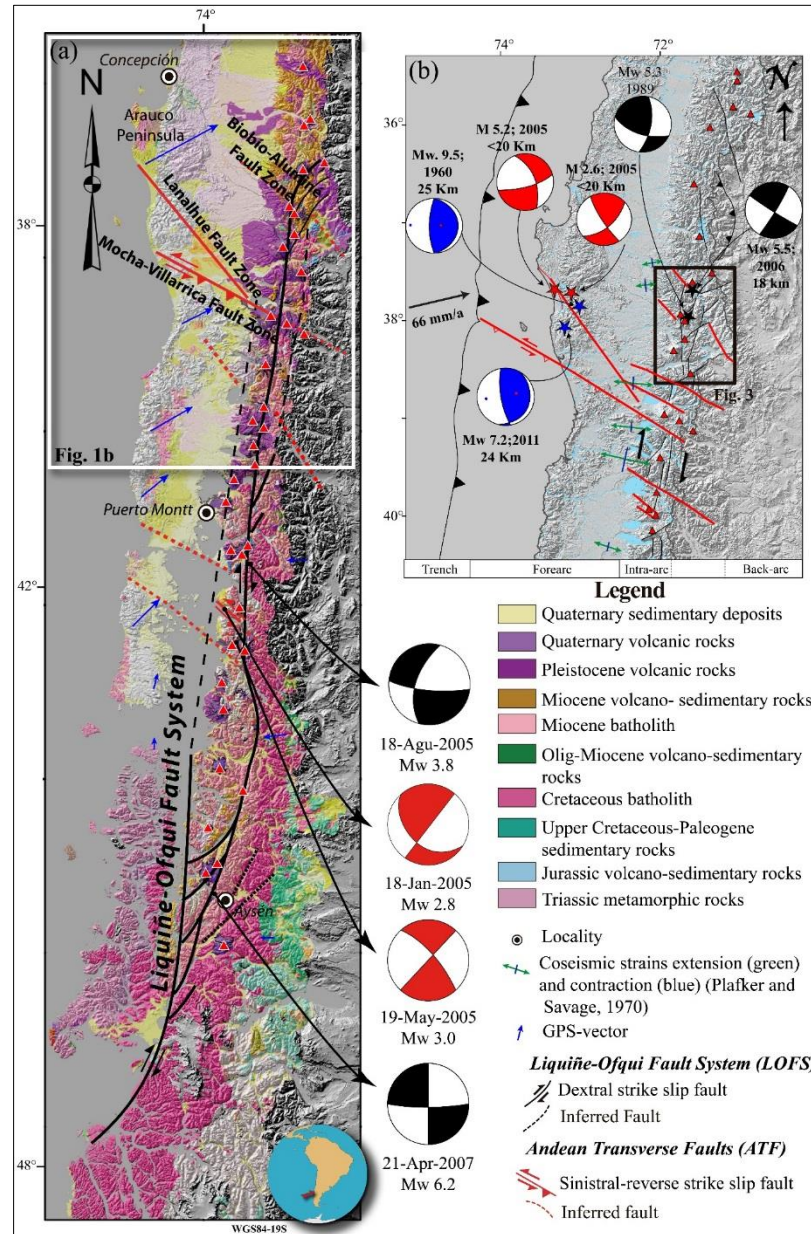 74°
(a)
Concepción
N
Arauco
Peninsula
Biobío-Aluminé
Fault Zone
Lanalhue Fault Zone
Mocha-Villarrica Fault Zone
38°
Fig. 1b
Puerto Montt
42°
Liquiñe-Ofqui Fault System
Aysén
48°
WGS84-19S
18-Agu-2005
Mw 3.8
18-Jan-2005
Mw 2.8
19-May-2005
Mw 3.0
21-Apr-2007
Mw 6.2
(b)
74°
72°
N
36°
38°
40°
Mw 5.3
1989
M 5.2; 2005
<20 Km
Mw. 9.5;
1960
25 Km
M 2.6; 2005
<20 Km
Mw 5.5;
2006
18 km
66 mm/a
Fig. 3
Mw 7.2;2011
24 Km
Trench
Forearc
Intra-arc
Back-arc
Legend
Quaternary sedimentary deposits
Quaternary volcanic rocks
Pleistocene volcanic rocks
Miocene volcano- sedimentary rocks
Miocene batholith
Olig-Miocene volcano-sedimentary
rocks
Cretaceous batholith
Upper Cretaceous-Paleogene
sedimentary rocks
Jurassic volcano-sedimentary rocks
Triassic metamorphic rocks
Locality
Coseismic strains extension (green)
and contraction (blue) (Plafker and
Savage, 1970)
GPS-vector
Liquiñe-Ofqui Fault System (LOFS)
Dextral strike slip fault
Inferred Fault
Andean Transverse Faults (ATF)
Sinistral-reverse strike slip fault
Inferred fault